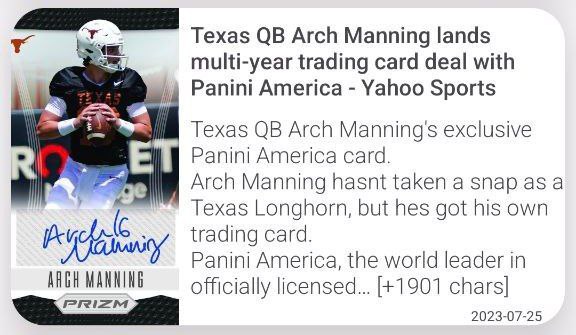 TEXAS
Arch 16
Manning
ARCH MANNING
PRIZM
Texas QB Arch Manning lands
multi-year trading card deal with
Panini America - Yahoo Sports
Texas QB Arch Manning's exclusive
Panini America card.
Arch Manning hasnt taken a snap as a
Texas Longhorn, but hes got his own
trading card.
Panini America, the world leader in
officially licensed... [+1901 chars]
2023-07-25